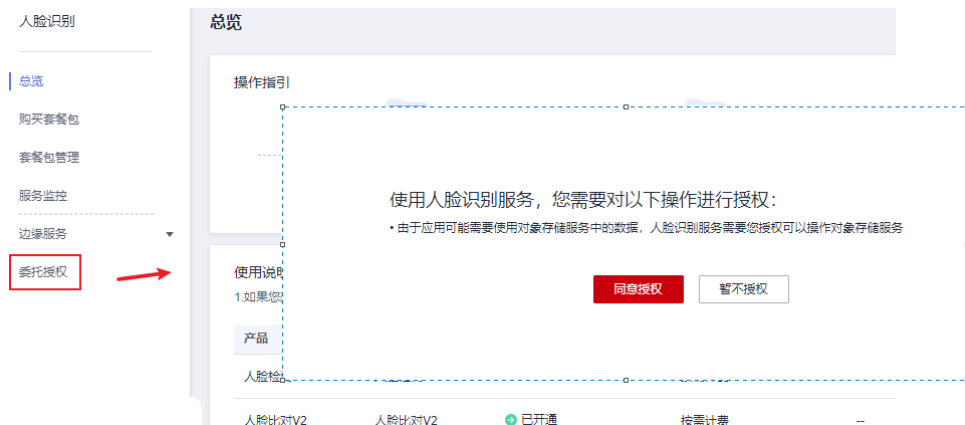 人脸识别
总览
购买套餐包
套餐包管理
服务监控
边缘服务
委托授权
总览
操作指引
使用人脸识别服务，您需要对以下操作进行授权：
• 由于应用可能需要使用对象存储服务中的数据，人脸识别服务需要您授权可以操作对象存储服务
同意授权 暂不授权
使用说明
1.如果您
产品
人脸检
人脸比对V2 人脸比对V2 已开通 按需计费 --